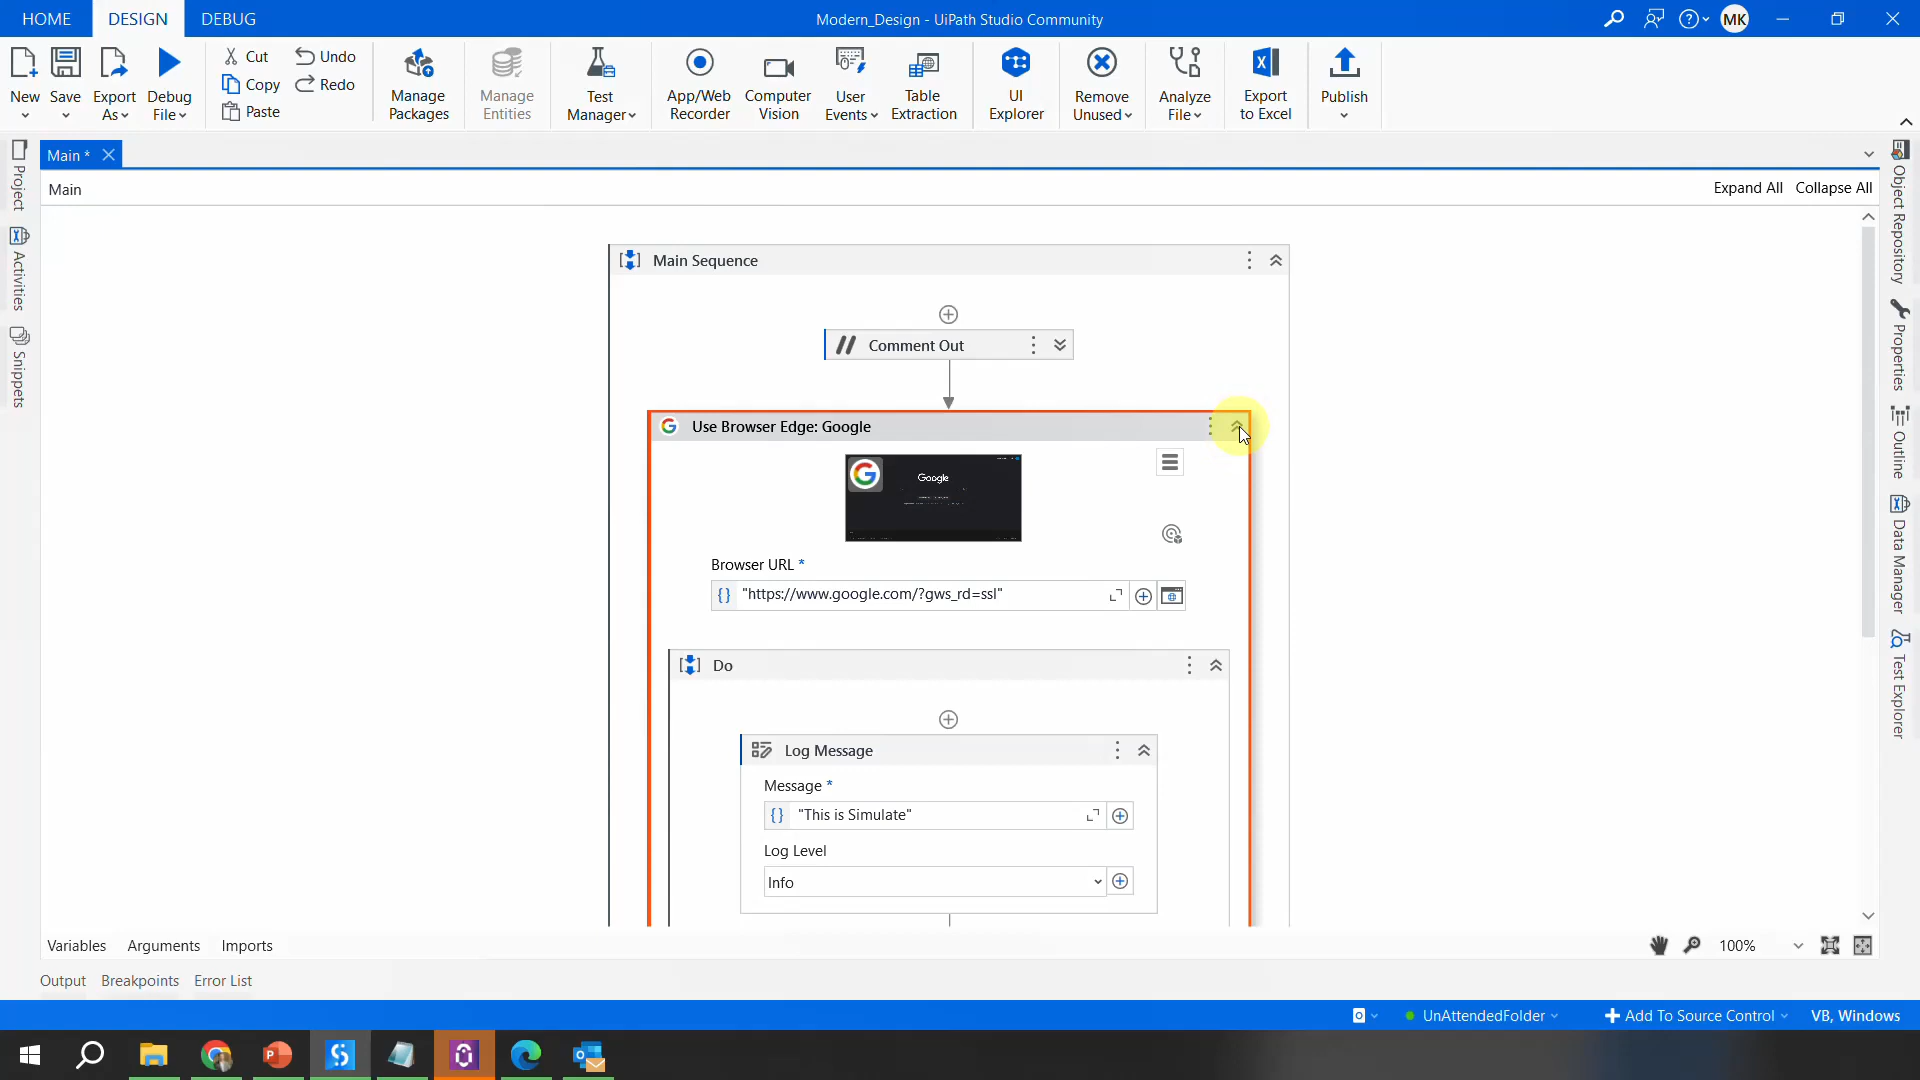 HOME DESIGN DEBUG
Modern_Design - UiPath Studio Community
MK
New
Save
Export As
Debug File
Cut
Copy
Paste
Undo
Redo
Manage Packages
Manage Entities
Test Manager
App/Web Recorder
Computer Vision
User Events
Table Extraction
UI Explorer
Remove Unused
Analyze File
Export to Excel
Publish
Main *
Main
Expand All Collapse All
Project
Activities
Snippets
Object Repository
Properties
Outline
Data Manager
Test Explorer
Main Sequence
Comment Out
Use Browser Edge: Google
Google
Browser URL *
"https://www.google.com/?gws_rd=ssl"
Do
Log Message
Message *
"This is Simulate"
Log Level
Info
Variables Arguments Imports
100%
Output Breakpoints Error List
UnAttendedFolder
Add To Source Control
VB, Windows